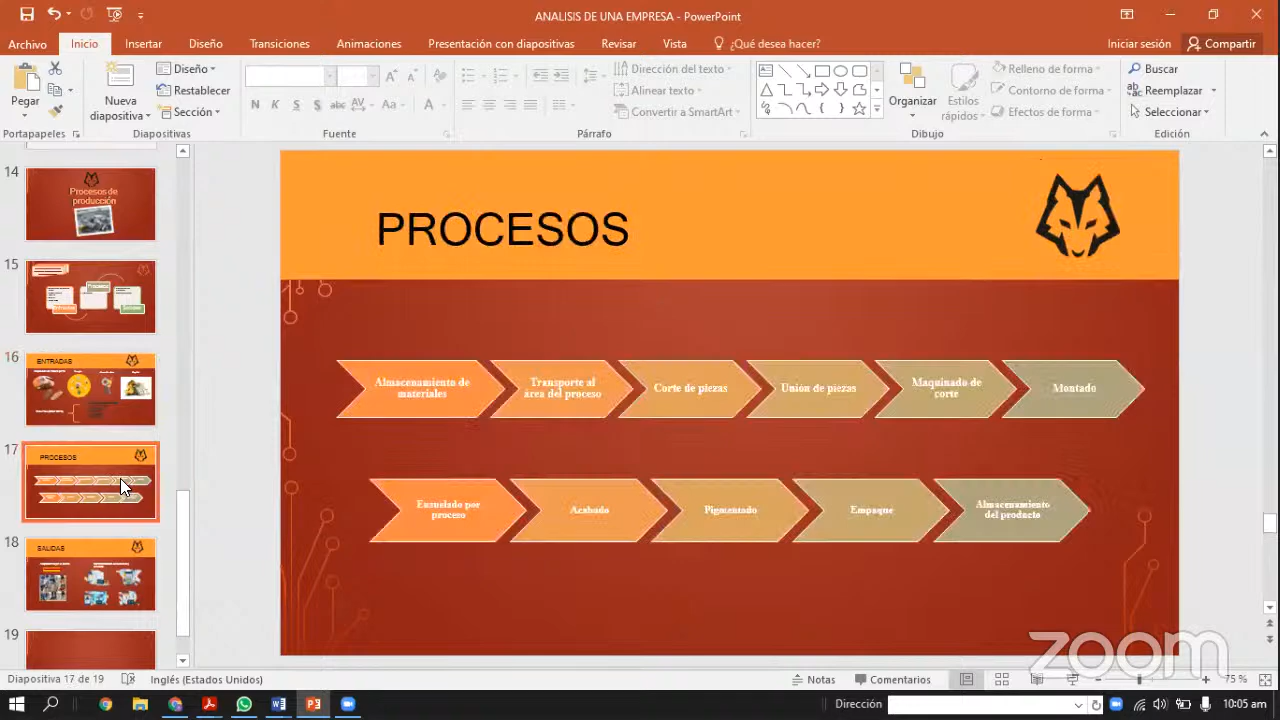 ANALISIS DE UNA EMPRESA - PowerPoint
Archivo
Inicio
Insertar
Diseño
Transiciones
Animaciones
Presentación con diapositivas
Revisar
Vista
¿Qué desea hacer?
Iniciar sesión
Compartir
Pegar
Nueva
diapositiva
Diseño
Restablecer
Sección
N K S S abc AV Aa A
Dirección del texto
Alinear texto
Convertir a SmartArt
Organizar
Estilos
rápidos
Relleno de forma
Contorno de forma
Efectos de forma
Buscar
Reemplazar
Seleccionar
Portapapeles
Diapositivas
Fuente
Párrafo
Dibujo
Edición
14
Procesos de
producción
15
16
ENTRADAS
17
PROCESOS
18
SALIDAS
19
PROCESOS
Almacenamiento de
materiales
Transporte al
área del proceso
Corte de piezas
Unión de piezas
Maquinado de
corte
Montado
Ensuelado por
proceso
Acabado
Pigmentado
Empaque
Almacenamiento
del producto
zoom
Diapositiva 17 de 19
Inglés (Estados Unidos)
Notas
Comentarios
75 %
Dirección
10:05 am